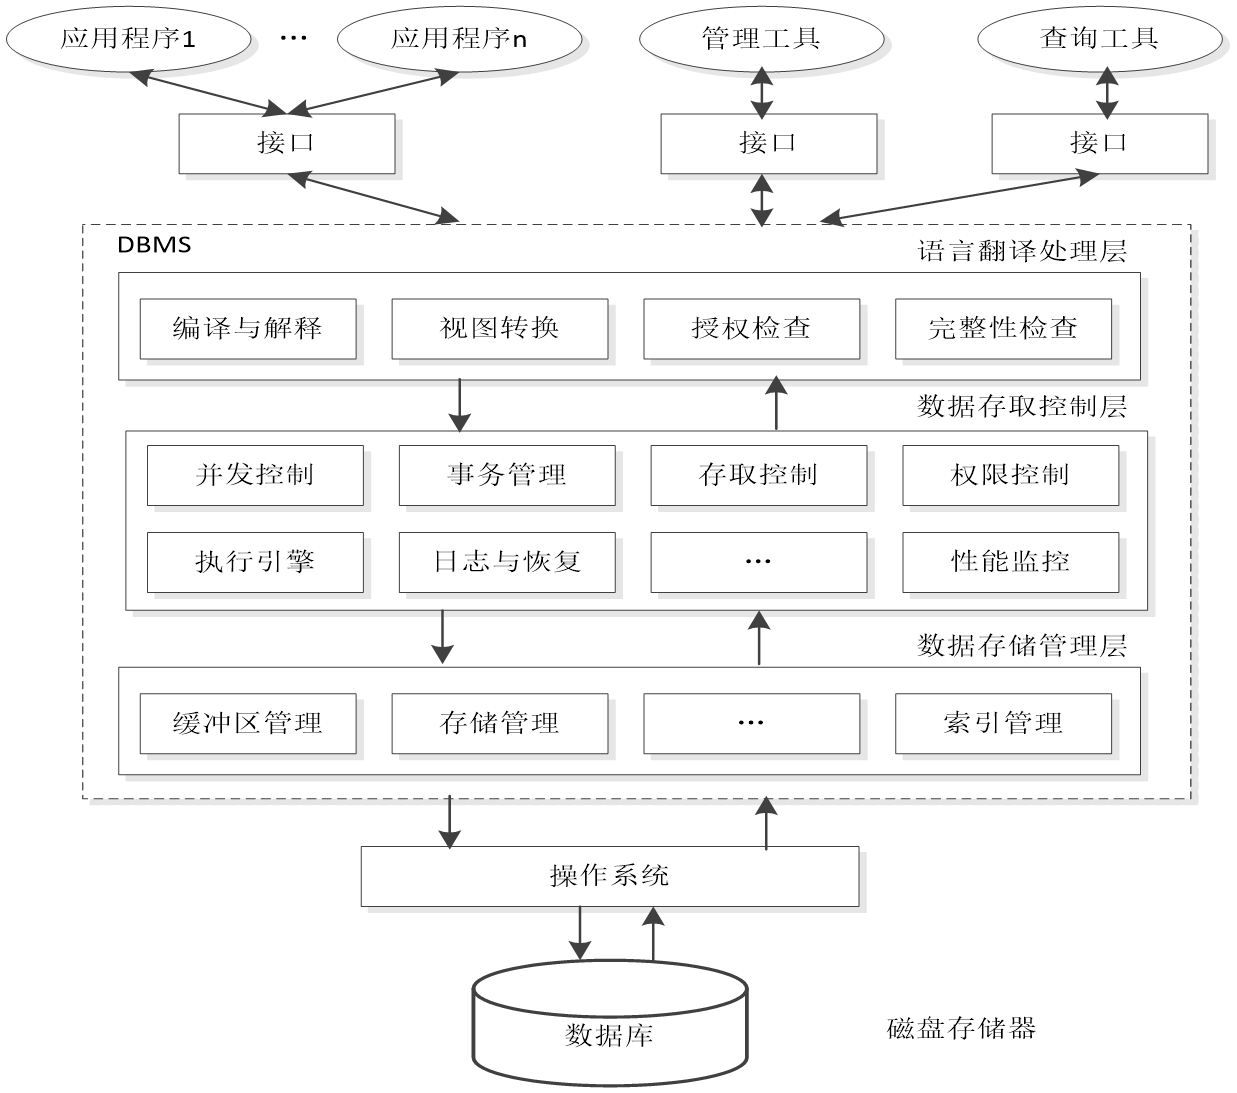 应用程序1
…
应用程序n
管理工具
查询工具
接口
接口
接口
DBMS
语言翻译处理层
编译与解释
视图转换
授权检查
完整性检查
数据存取控制层
并发控制
事务管理
存取控制
权限控制
执行引擎
日志与恢复
…
性能监控
数据存储管理层
缓冲区管理
存储管理
…
索引管理
操作系统
数据库
磁盘存储器